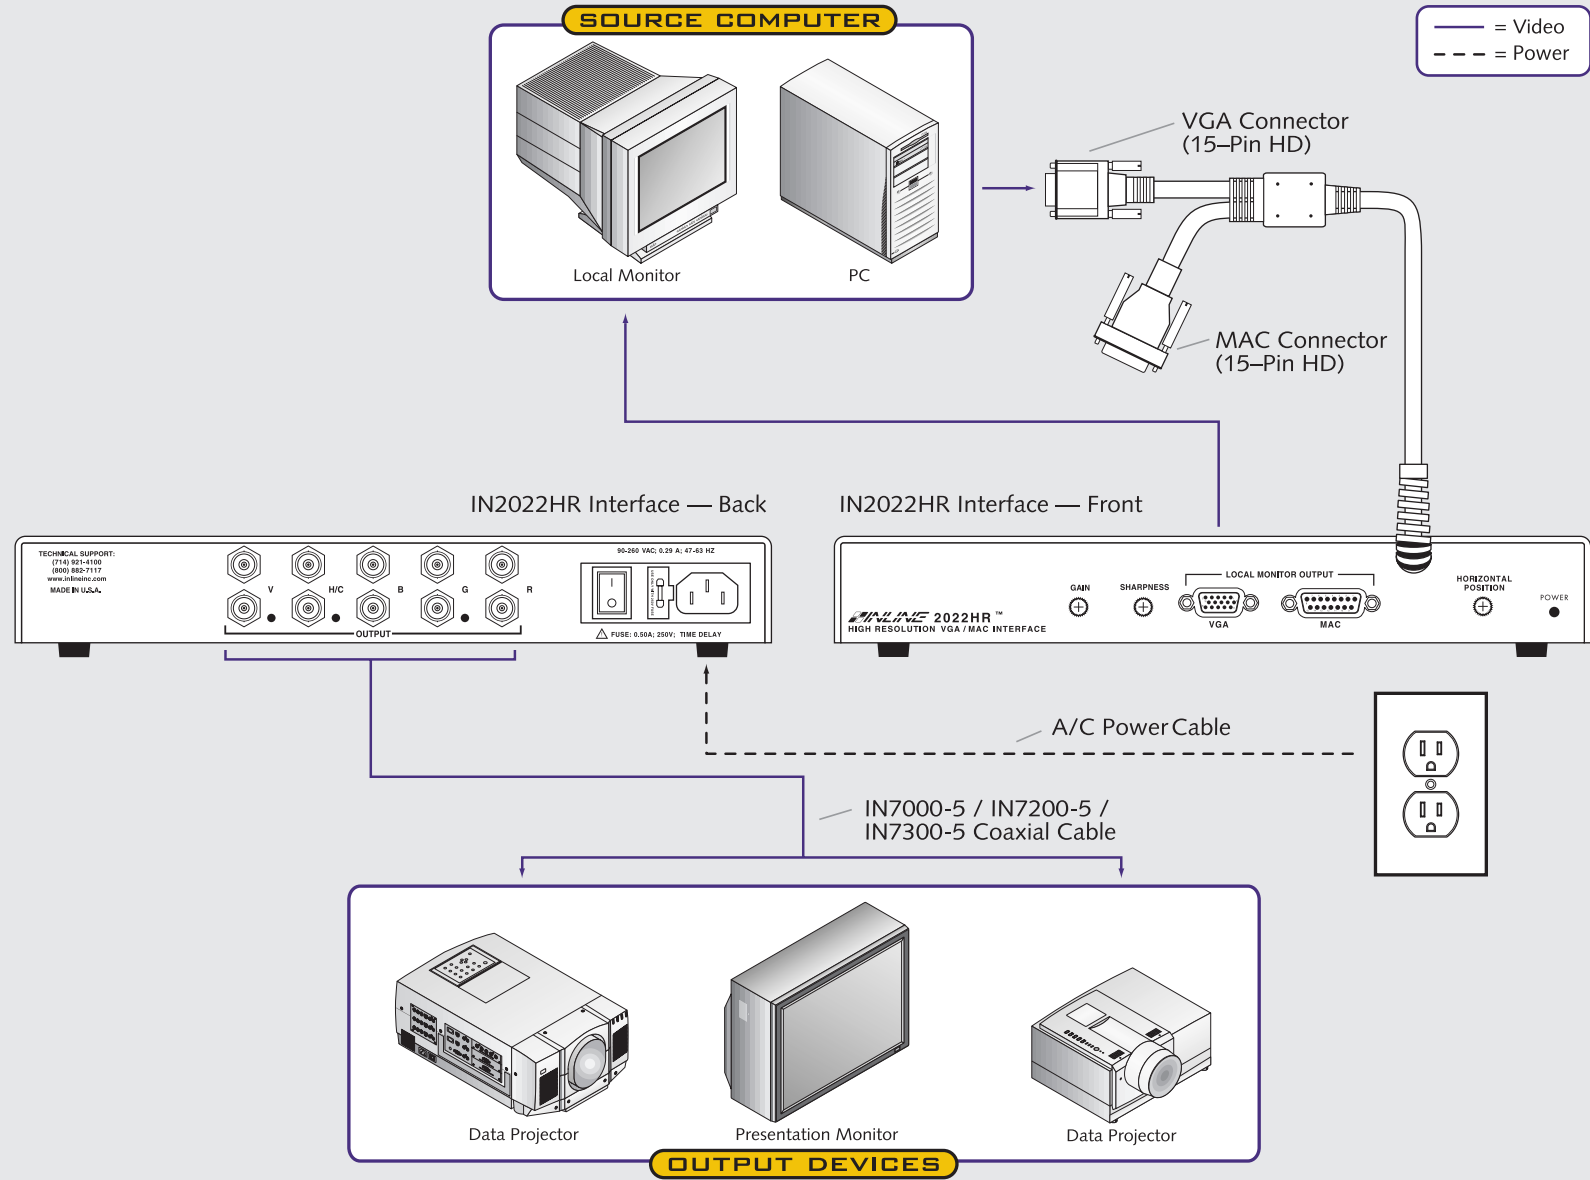 SOURCE COMPUTER
= Video
= Power
VGA Connector
(15–Pin HD)
Local Monitor
PC
MAC Connector
(15–Pin HD)
IN2022HR Interface — Back
IN2022HR Interface — Front
TECHNICAL SUPPORT:
(714) 921-4100
(800) 882-7117
www.inlineinc.com
MADE IN U.S.A.
V
H/C
B
G
R
OUTPUT
90-260 VAC; 0.29 A; 47-63 HZ
FUSE: 0.50A; 250V; TIME DELAY
INLINE 2022HR™
HIGH RESOLUTION VGA / MAC INTERFACE
GAIN
SHARPNESS
LOCAL MONITOR OUTPUT
VGA
MAC
HORIZONTAL
POSITION
POWER
A/C Power Cable
IN7000-5 / IN7200-5 /
IN7300-5 Coaxial Cable
Data Projector
Presentation Monitor
Data Projector
OUTPUT DEVICES